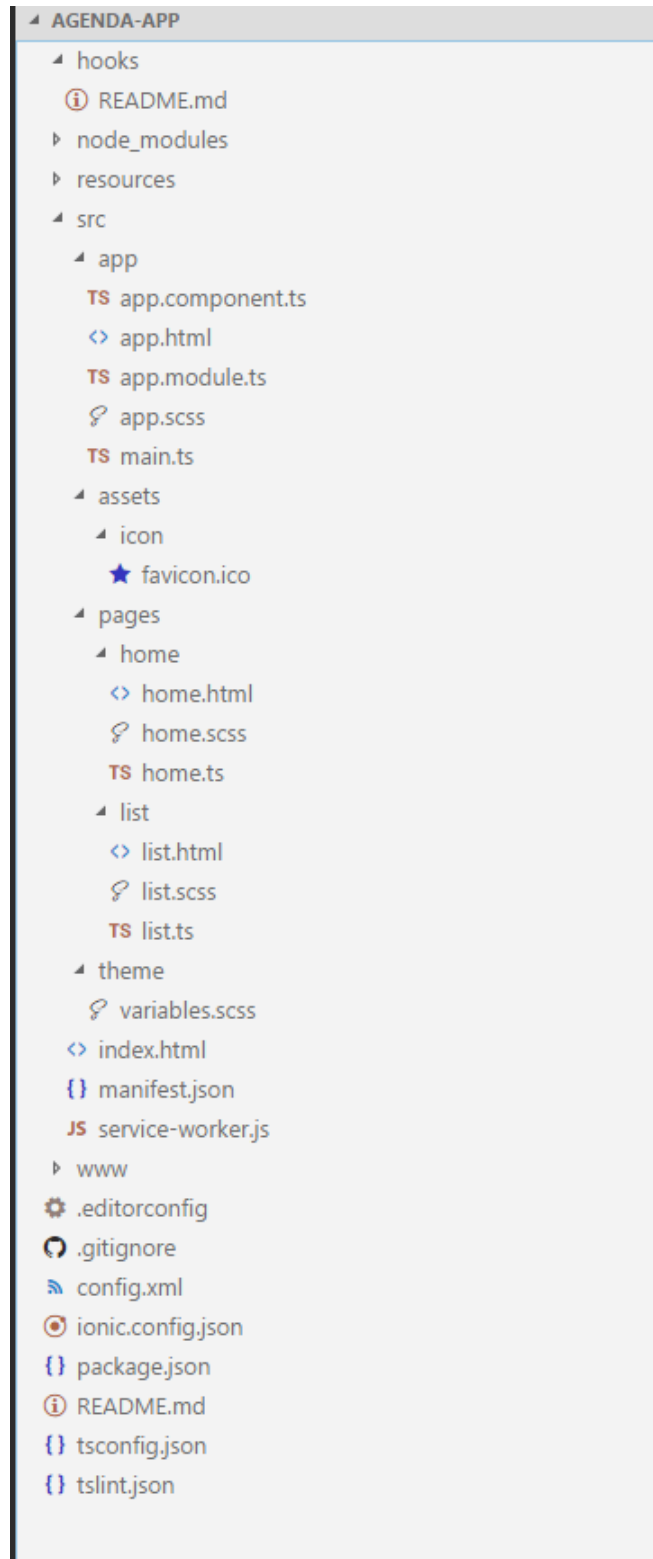 AGENDA-APP
hooks
README.md
node_modules
resources
src
app
TS app.component.ts
<> app.html
TS app.module.ts
app.scss
TS main.ts
assets
icon
favicon.ico
pages
home
<> home.html
home.scss
TS home.ts
list
<> list.html
list.scss
TS list.ts
theme
variables.scss
<> index.html
{} manifest.json
JS service-worker.js
www
.editorconfig
.gitignore
config.xml
ionic.config.json
{} package.json
README.md
{} tsconfig.json
{} tslint.json